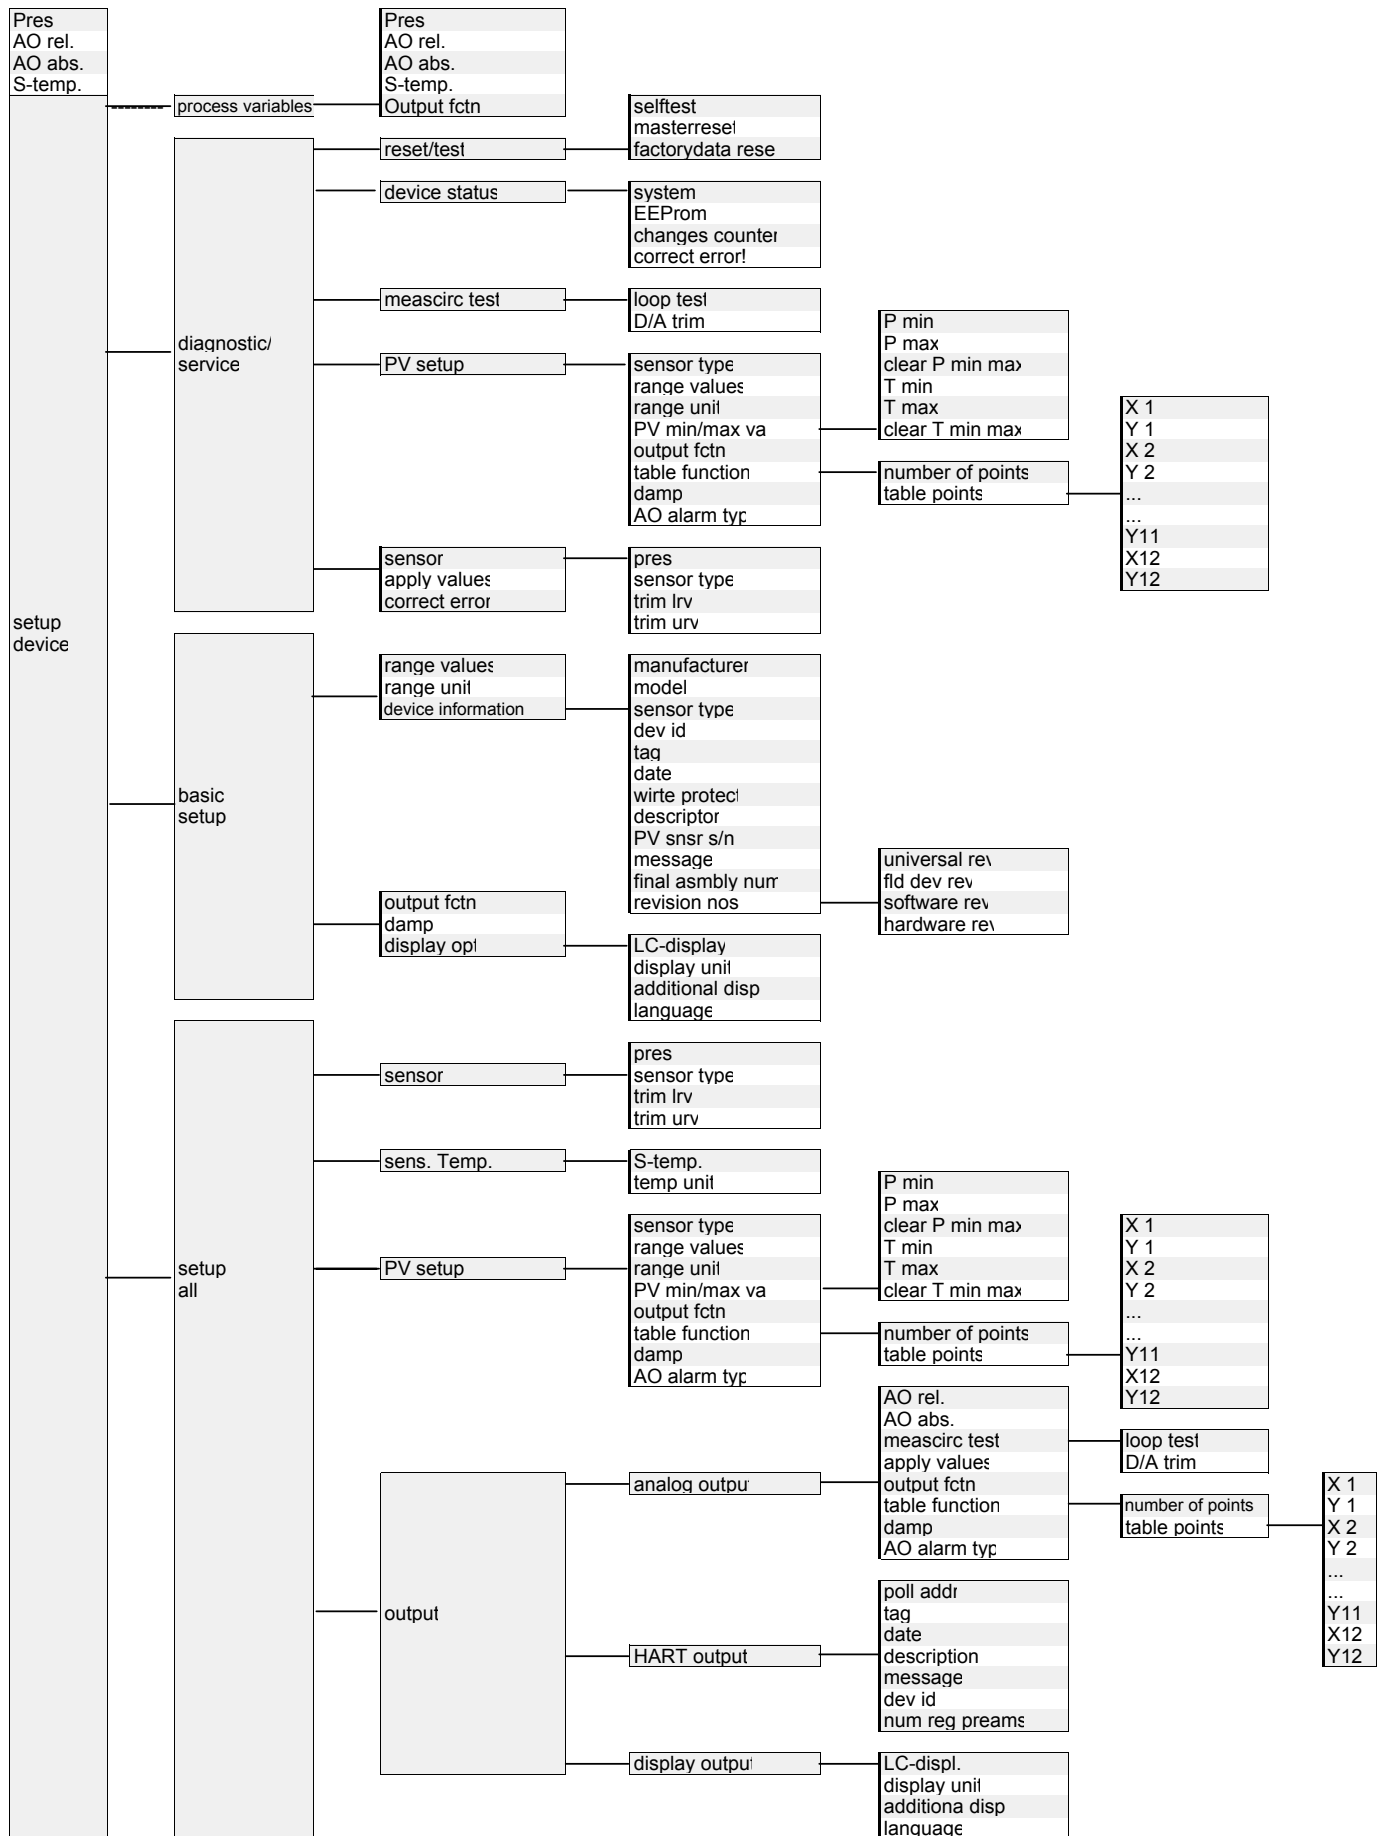 Pres
AO rel.
AO abs.
S-temp.
setup
device
process variables
Pres
AO rel.
AO abs.
S-temp.
Output fctn
diagnostic/
service
reset/test
selftest
masterreset
factorydata rese
device status
system
EEProm
changes counter
correct error!
meascirc test
loop test
D/A trim
PV setup
sensor type
range values
range unit
PV min/max va
output fctn
table function
damp
AO alarm typ
P min
P max
clear P min max
T min
T max
clear T min max
number of points
table points
X 1
Y 1
X 2
Y 2
...
...
Y11
X12
Y12
sensor
apply values
correct error
pres
sensor type
trim lrv
trim urv
basic
setup
range values
range unit
device information
manufacturer
model
sensor type
dev id
tag
date
wirte protect
descriptor
PV snsr s/n
message
final asmbly num
revision nos
universal rev
fld dev rev
software rev
hardware rev
output fctn
damp
display opt
LC-display
display unit
additional disp
language
setup
all
sensor
pres
sensor type
trim lrv
trim urv
sens. Temp.
S-temp.
temp unit
PV setup
sensor type
range values
range unit
PV min/max va
output fctn
table function
damp
AO alarm typ
P min
P max
clear P min max
T min
T max
clear T min max
number of points
table points
X 1
Y 1
X 2
Y 2
...
...
Y11
X12
Y12
output
analog output
AO rel.
AO abs.
meascirc test
apply values
output fctn
table function
damp
AO alarm typ
loop test
D/A trim
number of points
table points
X 1
Y 1
X 2
Y 2
...
...
Y11
X12
Y12
HART output
poll addr
tag
date
description
message
dev id
num reg preams
display output
LC-displ.
display unit
additiona disp
language